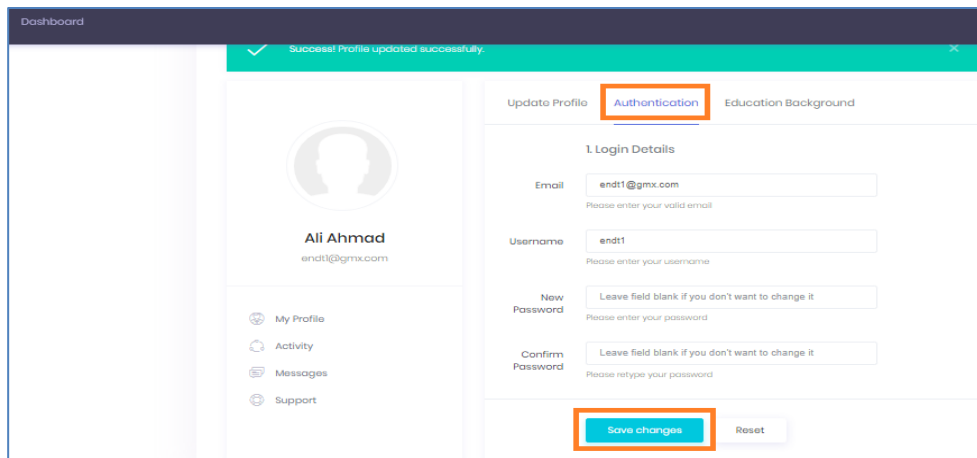 Dashboard
Success! Profile updated successfully.
Update Profile Authentication Education Background
1. Login Details
Email endt1@gmx.com
Please enter your valid email
Ali Ahmad
endt1@gmx.com
Username endt1
Please enter your username
New Password Leave field blank if you don't want to change it
Please enter your password
Confirm Password Leave field blank if you don't want to change it
Please retype your password
My Profile
Activity
Messages
Support
Save changes Reset